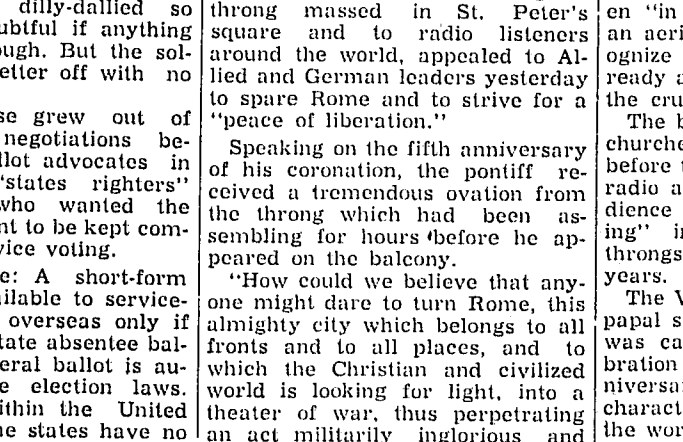 dilly-dallied so
ubtful if anything
ough. But the sol-
etter off with no
se grew out of
negotiations be-
llot advocates in
"states righters"
who wanted the
nt to be kept com-
vice voting.
e: A short-form
ilable to service-
overseas only if
tate absentee bal-
eral ballot is au-
e election laws.
ithin the United
he states have no
throng massed in St. Peter's
square and to radio listeners
around the world, appealed to Al-
lied and German leaders yesterday
to spare Rome and to strive for a
"peace of liberation."
Speaking on the fifth anniversary
of his coronation, the pontiff re-
ceived a tremendous ovation from
the throng which had been as-
sembling for hours before he ap-
peared on the balcony.
"How could we believe that any-
one might dare to turn Rome, this
almighty city which belongs to all
fronts and to all places, and to
which the Christian and civilized
world is looking for light, into a
theater of war, thus perpetrating
an act militarily inglorious and
en "in
an aeri
ognize
ready a
the cru
The b
churche
before t
radio a
dience
ing" i
throngs
years.
The V
papal s
was ca
bration
niversa
charact
the wor